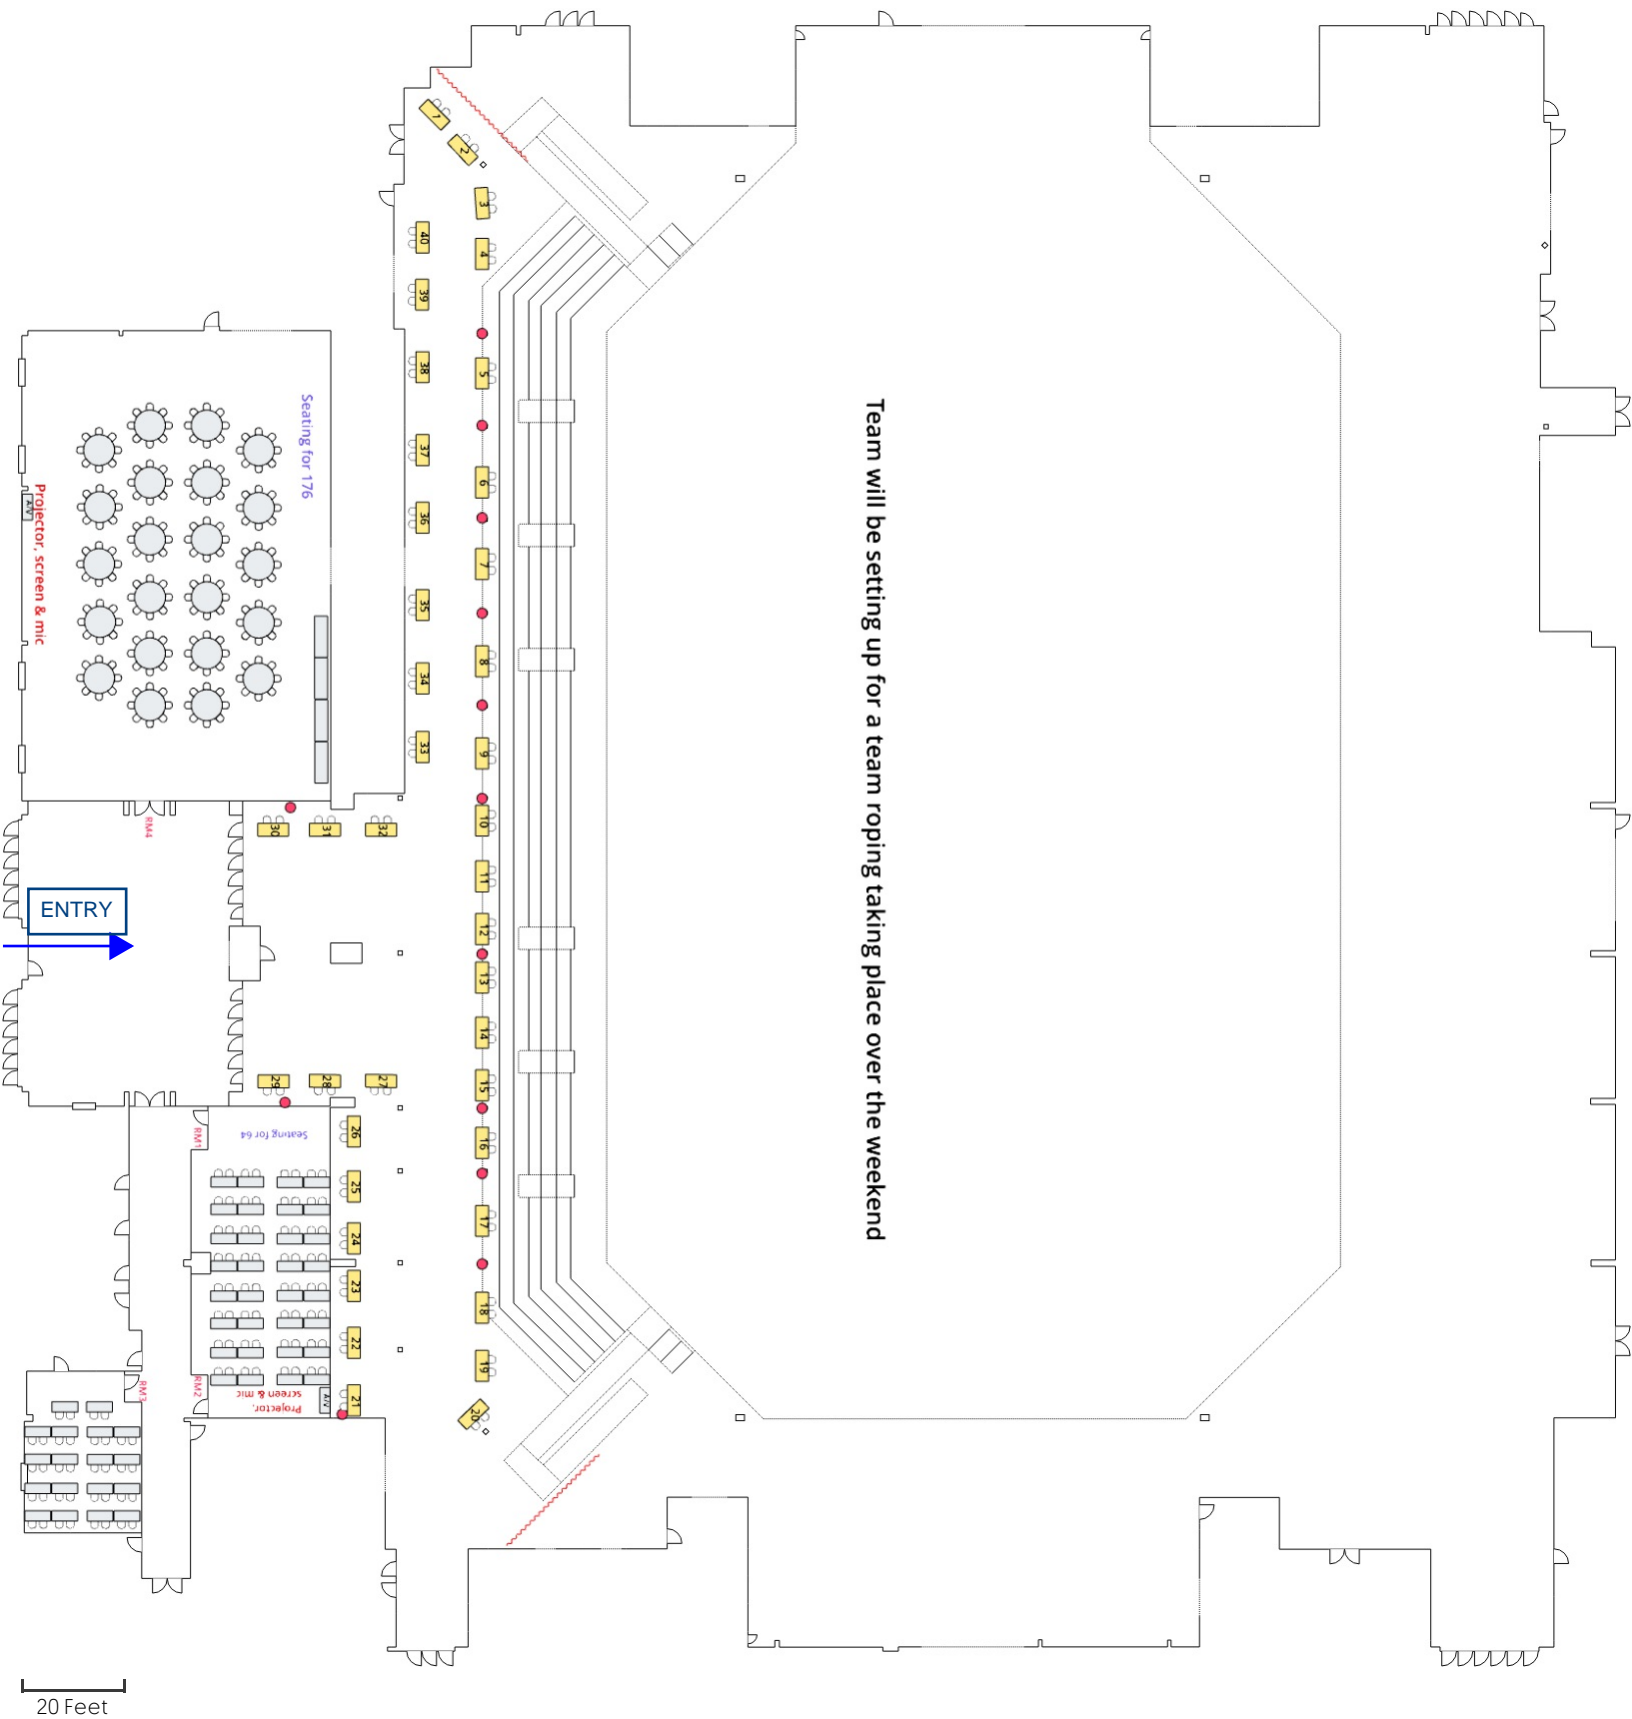 1
2
3
4
40
39
38
5
37
6
36
7
35
8
34
33
9
10
30
31
32
11
12
13
14
15
29
28
27
16
26
25
17
24
23
18
22
19
21
20
Seating for 176
Projector, screen & mic
A/V
RM4
ENTRY
Team will be setting up for a team roping taking place over the weekend
RM1
Seating for 64
RM2
RM3
Projector,
screen & mic
A/V
20 Feet